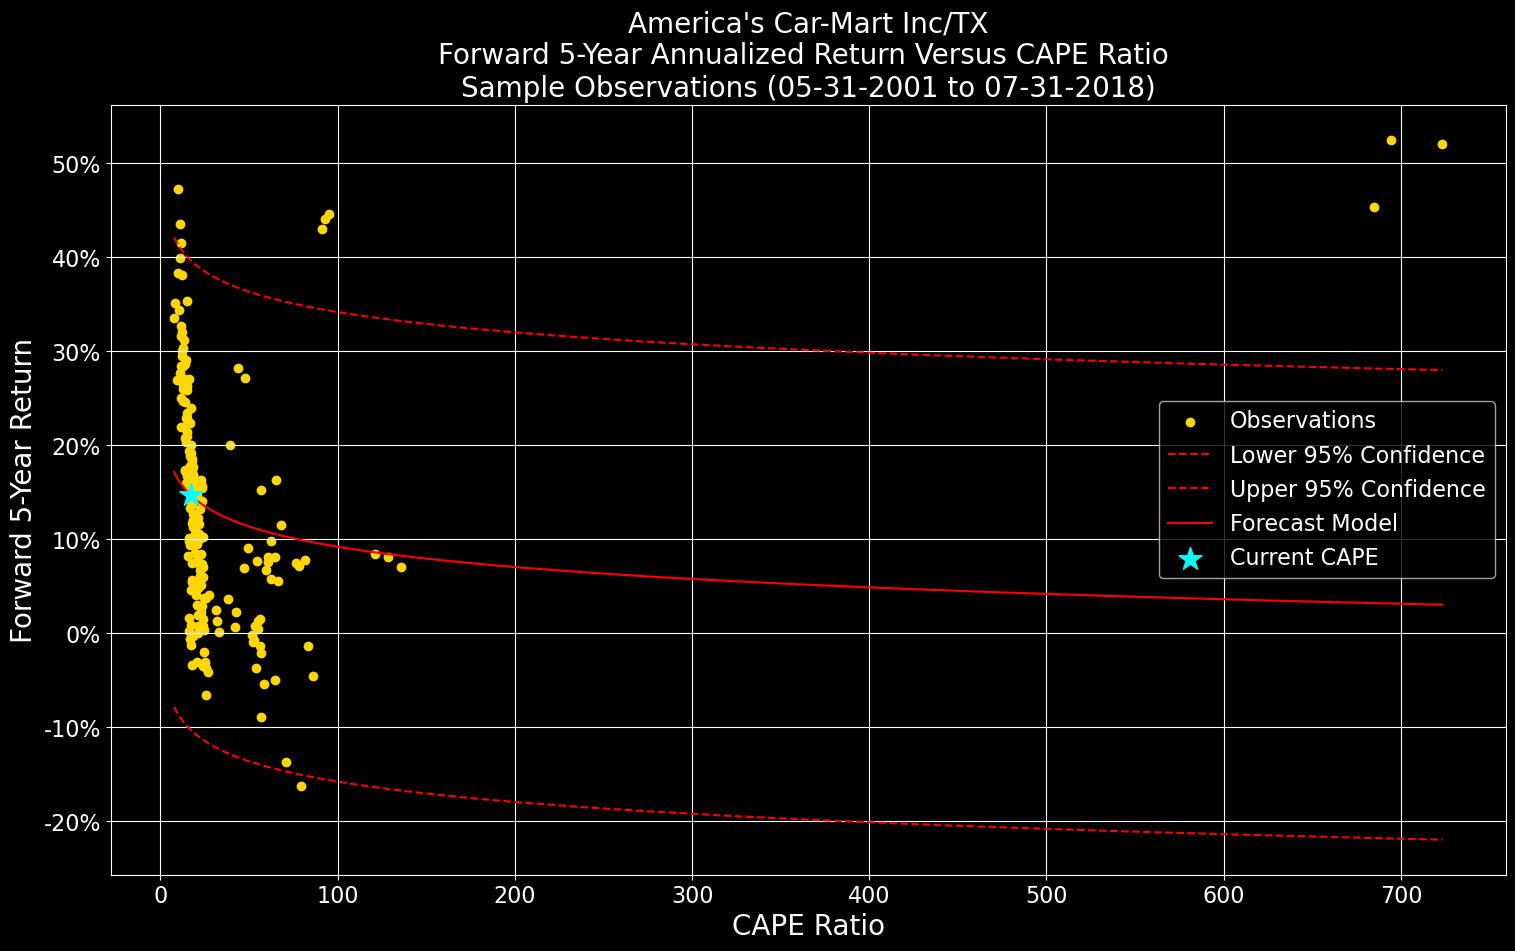 America's Car-Mart Inc/TX
Forward 5-Year Annualized Return Versus CAPE Ratio
Sample Observations (05-31-2001 to 07-31-2018)
50%
40%
30%
20%
10%
0%
-10%
-20%
Forward 5-Year Return
Observations
Lower 95% Confidence
Upper 95% Confidence
Forecast Model
Current CAPE
0 100 200 300 400 500 600 700
CAPE Ratio